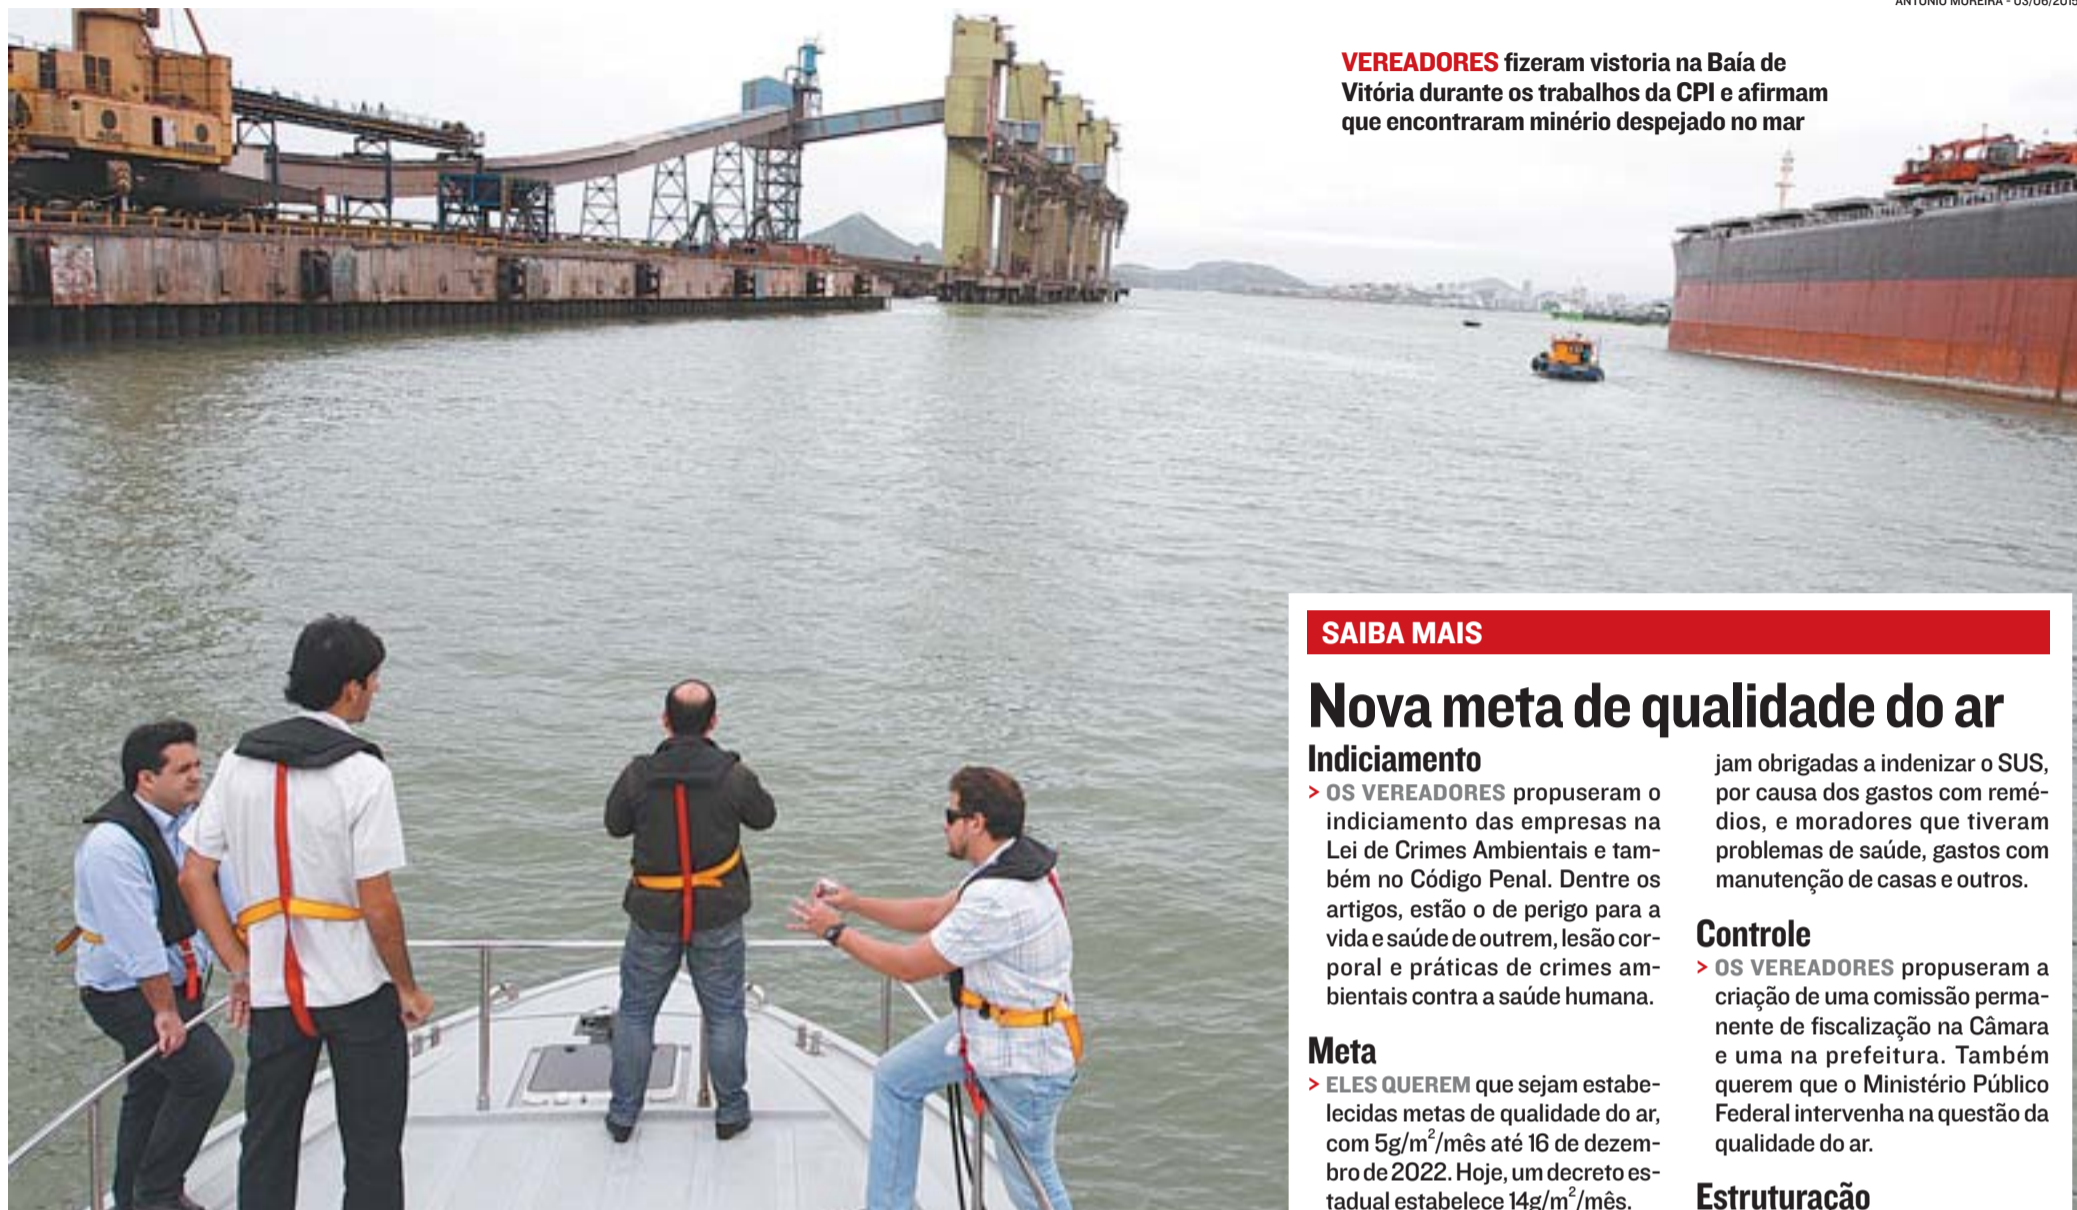 ANTONIO MOREIRA - 03/06/2015
VEREADORES fizeram vistoria na Baía de
Vitória durante os trabalhos da CPI e afirmam
que encontraram minério despejado no mar
SAIBA MAIS
Nova meta de qualidade do ar
Indiciamento
> OS VEREADORES propuseram o
indiciamento das empresas na
Lei de Crimes Ambientais e tam-
bém no Código Penal. Dentre os
artigos, estão o de perigo para a
vida e saúde de outrem, lesão cor-
poral e práticas de crimes am-
bientais contra a saúde humana.
Meta
> ELES QUEREM que sejam estabe-
lecidas metas de qualidade do ar,
com 5g/m²/mês até 16 de dezem-
bro de 2022. Hoje, um decreto es-
tadual estabelece 14g/m²/mês.
jam obrigadas a indenizar o SUS,
por causa dos gastos com remé-
dios, e moradores que tiveram
problemas de saúde, gastos com
manutenção de casas e outros.
Controle
> OS VEREADORES propuseram a
criação de uma comissão perma-
nente de fiscalização na Câmara
e uma na prefeitura. Também
querem que o Ministério Público
Federal intervenha na questão da
qualidade do ar.
Estruturação